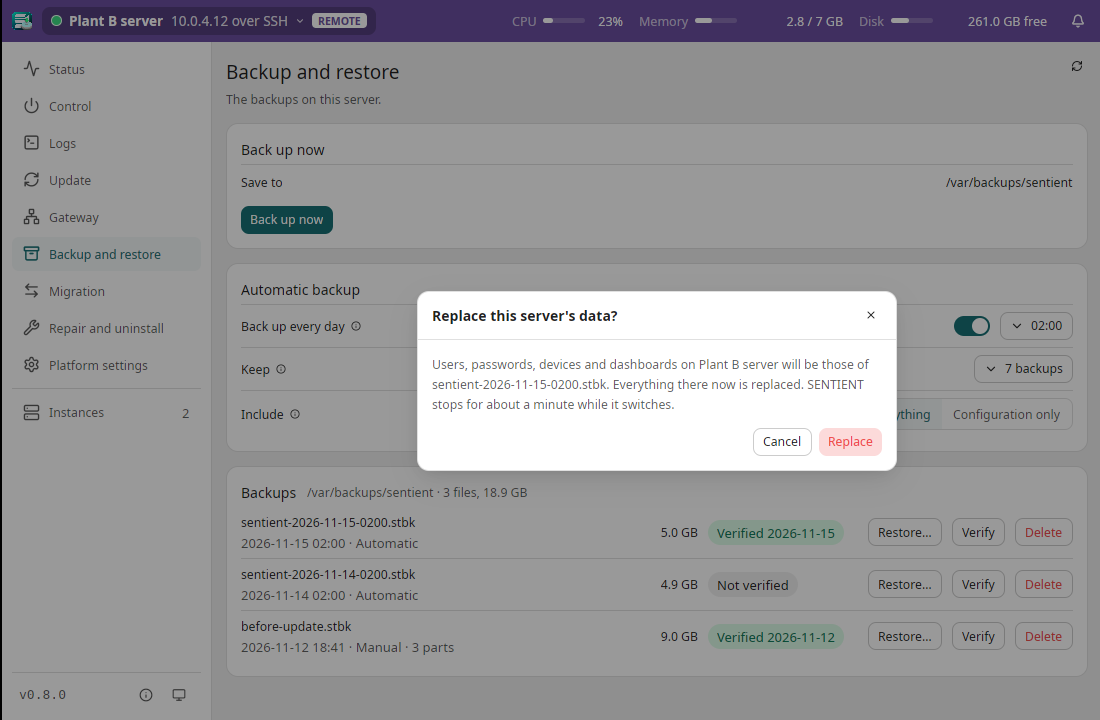 Plant B server 10.0.4.12 over SSH REMOTE CPU 23% Memory 2.8 / 7 GB Disk 261.0 GB free
Status
Control
Logs
Update
Gateway
Backup and restore
Migration
Repair and uninstall
Platform settings
Instances 2
v0.8.0
Backup and restore
The backups on this server.
Back up now
Save to /var/backups/sentient
Back up now
Automatic backup
Back up every day 02:00
Keep 7 backups
Include ything Configuration only
Replace this server's data?
Users, passwords, devices and dashboards on Plant B server will be those of
sentient-2026-11-15-0200.stbk. Everything there now is replaced. SENTIENT
stops for about a minute while it switches.
Cancel Replace
Backups /var/backups/sentient · 3 files, 18.9 GB
sentient-2026-11-15-0200.stbk
2026-11-15 02:00 · Automatic
5.0 GB Verified 2026-11-15 Restore... Verify Delete
sentient-2026-11-14-0200.stbk
2026-11-14 02:00 · Automatic
4.9 GB Not verified Restore... Verify Delete
before-update.stbk
2026-11-12 18:41 · Manual · 3 parts
9.0 GB Verified 2026-11-12 Restore... Verify Delete